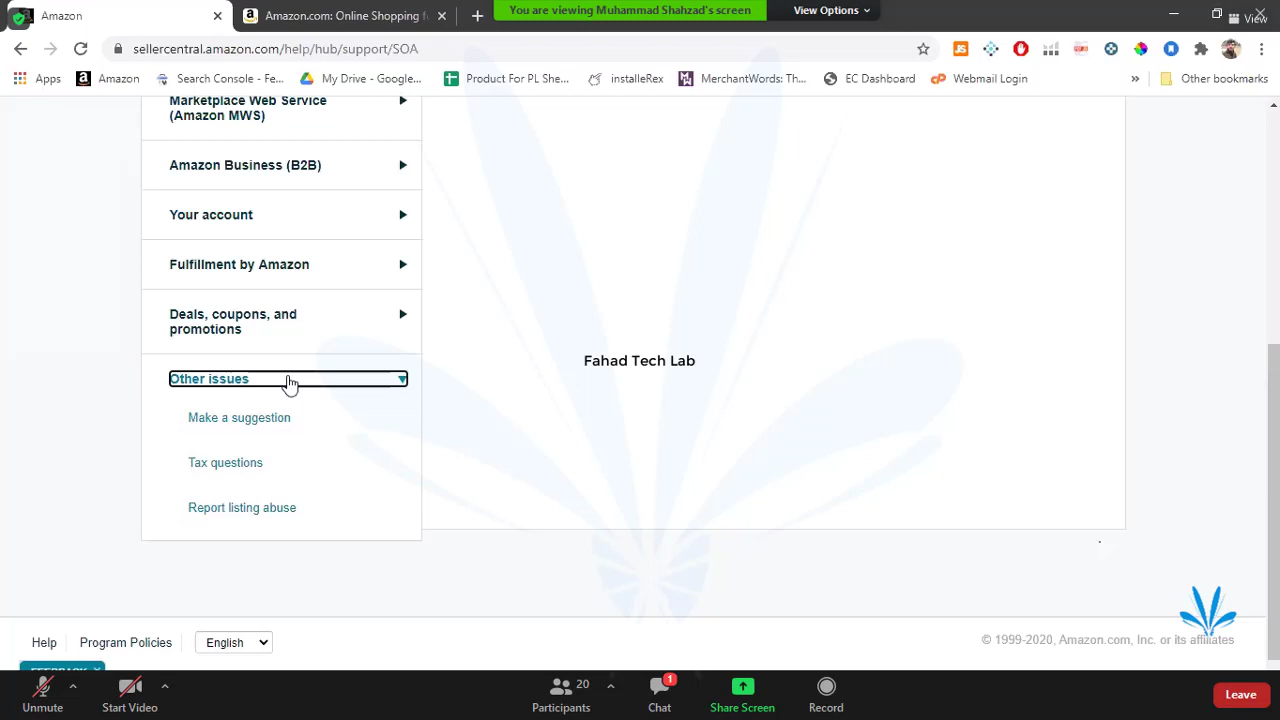 You are viewing Muhammad Shahzad's screen
View Options
View
Amazon
Amazon.com: Online Shopping f
sellercentral.amazon.com/help/hub/support/SOA
Apps
Amazon
Search Console - Fe...
My Drive - Google...
Product For PL She...
installeRex
MerchantWords: Th...
EC Dashboard
Webmail Login
»
Other bookmarks
Marketplace Web Service
(Amazon MWS)
Amazon Business (B2B)
Your account
Fulfillment by Amazon
Deals, coupons, and
promotions
Other issues
Make a suggestion
Tax questions
Report listing abuse
Fahad Tech Lab
Help
Program Policies
English
© 1999-2020, Amazon.com, Inc. or its affiliates
FEEDBACK
Unmute
Start Video
20
Participants
1
Chat
Share Screen
Record
Leave